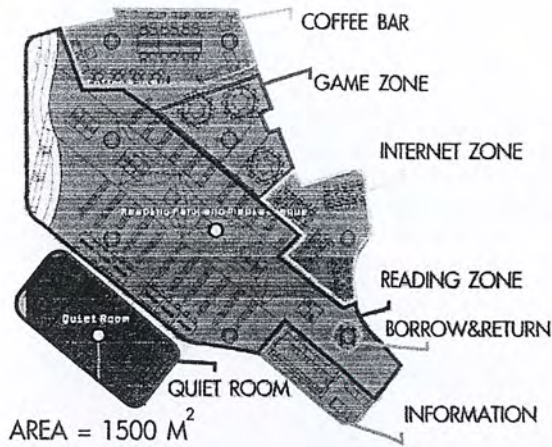 COFFEE BAR
GAME ZONE
INTERNET ZONE
READING ZONE
Quiet Room
BORROW&RETURN
QUIET ROOM
INFORMATION
AREA = 1500 M²